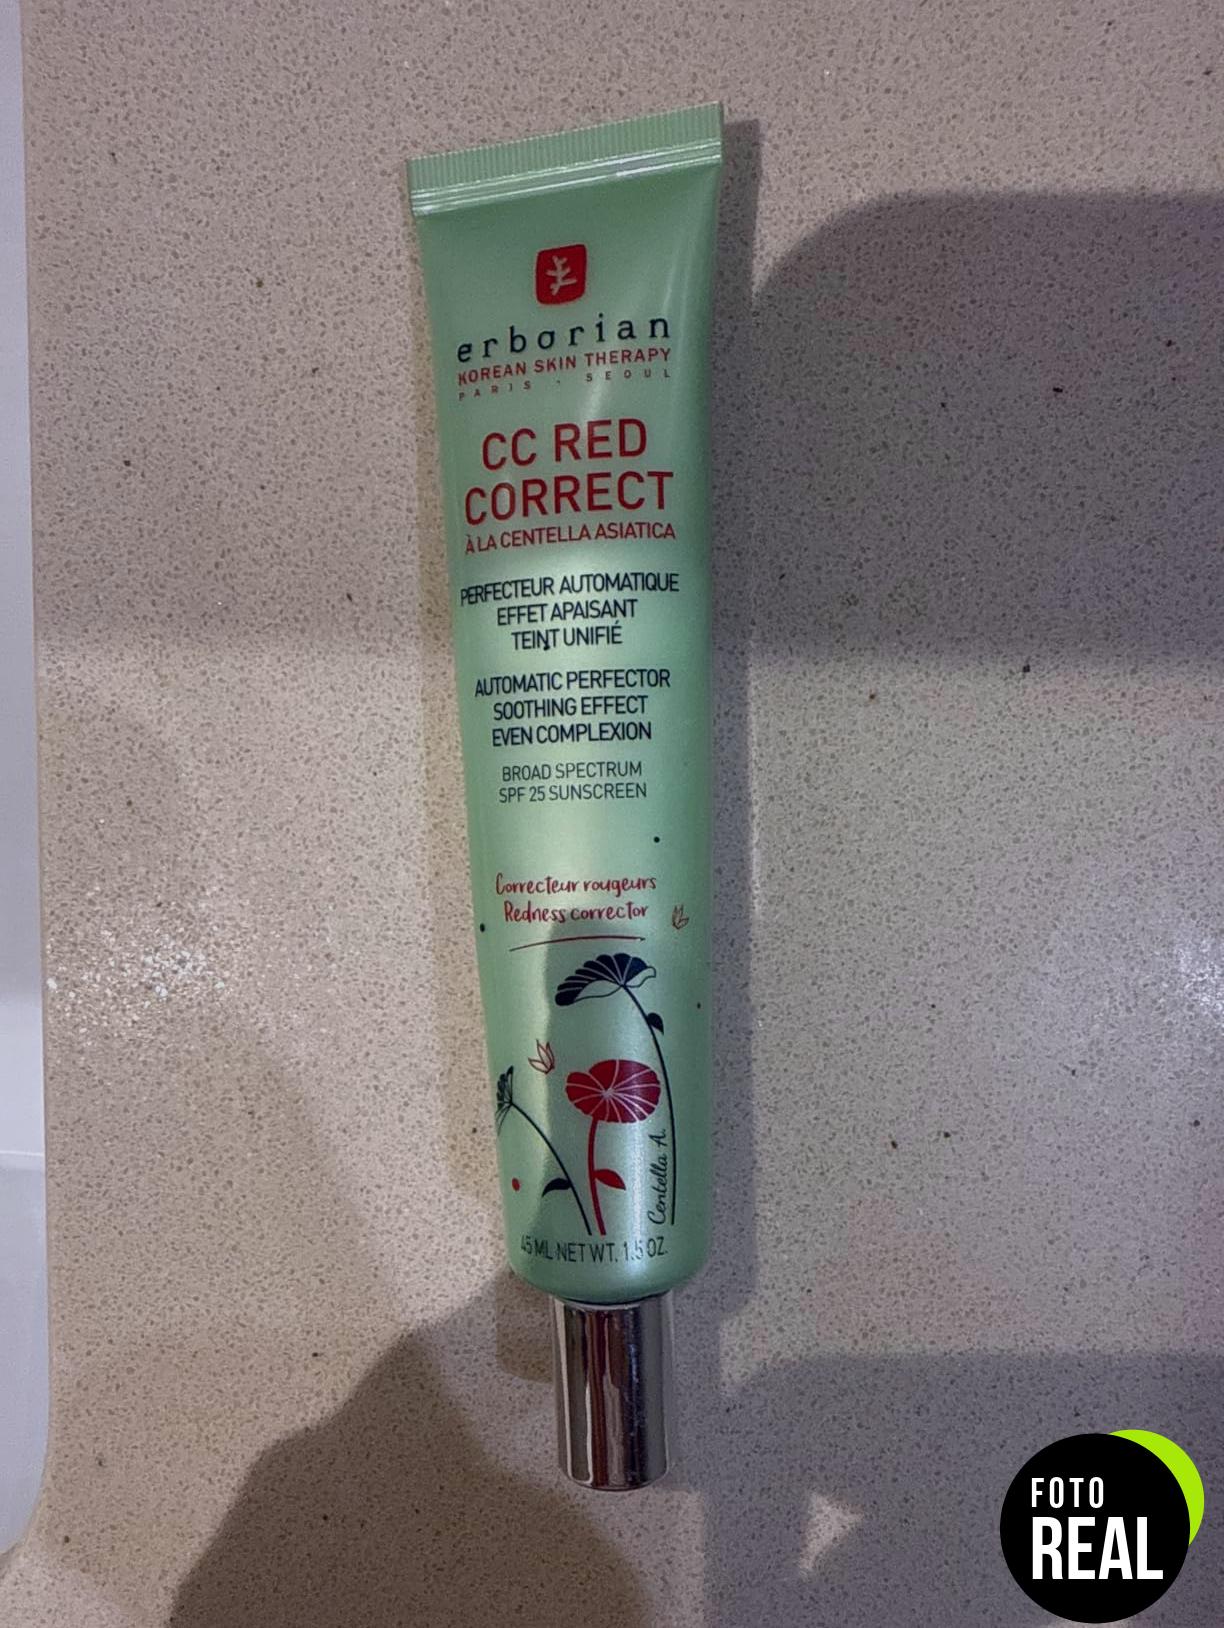 erborian
KOREAN SKIN THERAPY
PARIS · SEOUL
CC RED
CORRECT
À LA CENTELLA ASIATICA
PERFECTEUR AUTOMATIQUE
EFFET APAISANT
TEINT UNIFIÉ
AUTOMATIC PERFECTOR
SOOTHING EFFECT
EVEN COMPLEXION
BROAD SPECTRUM
SPF 25 SUNSCREEN
Correcteur rougeurs
Redness corrector
Centella A.
45 ML NET WT. 1.5 OZ.
FOTO
REAL